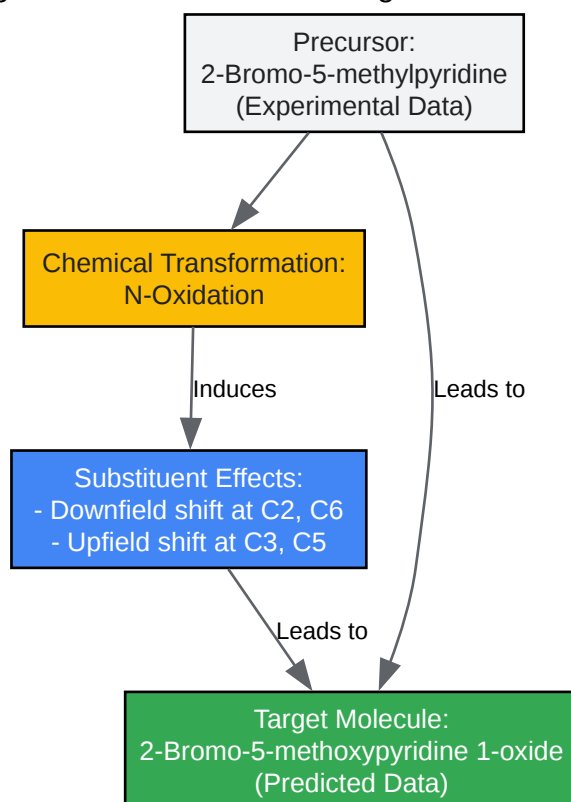 Precursor:
2-Bromo-5-methylpyridine
(Experimental Data)
Chemical Transformation:
N-Oxidation
Induces
Leads to
Substituent Effects:
- Downfield shift at C2, C6
- Upfield shift at C3, C5
Leads to
Target Molecule:
2-Bromo-5-methoxypyridine 1-oxide
(Predicted Data)